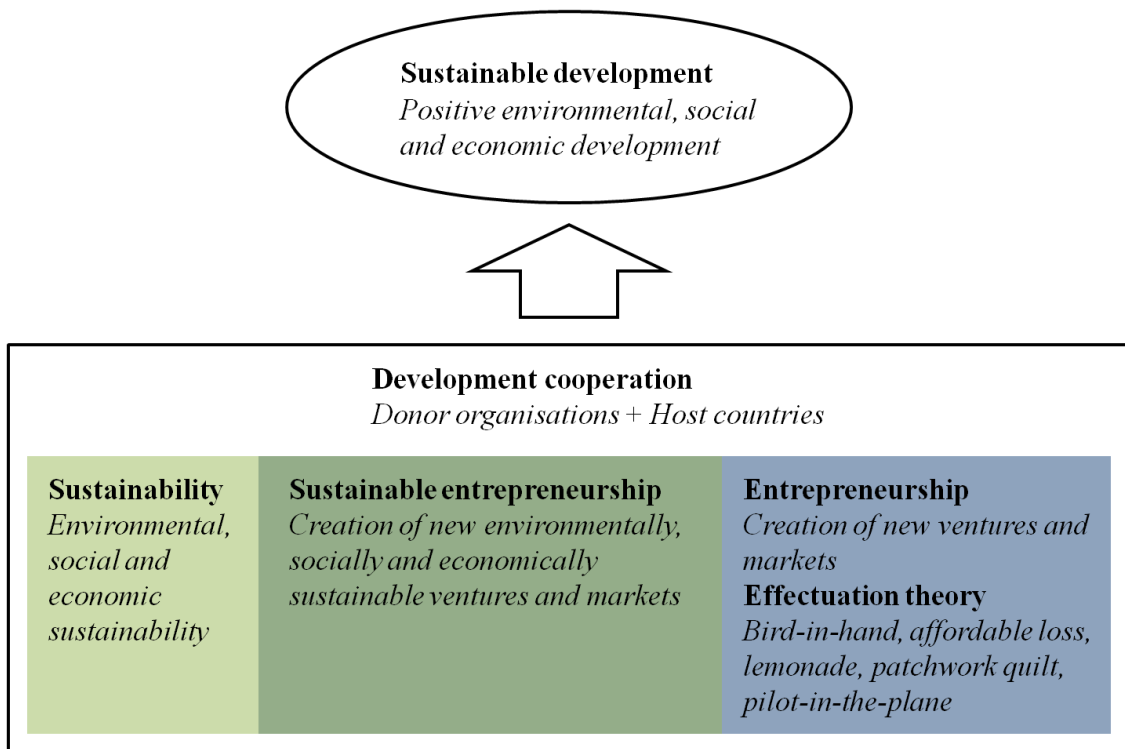 Sustainable development
Positive environmental, social
and economic development
Development cooperation
Donor organisations + Host countries
Sustainability
Environmental,
social and
economic
sustainability
Sustainable entrepreneurship
Creation of new environmentally,
socially and economically
sustainable ventures and markets
Entrepreneurship
Creation of new ventures and
markets
Effectuation theory
Bird-in-hand, affordable loss,
lemonade, patchwork quilt,
pilot-in-the-plane